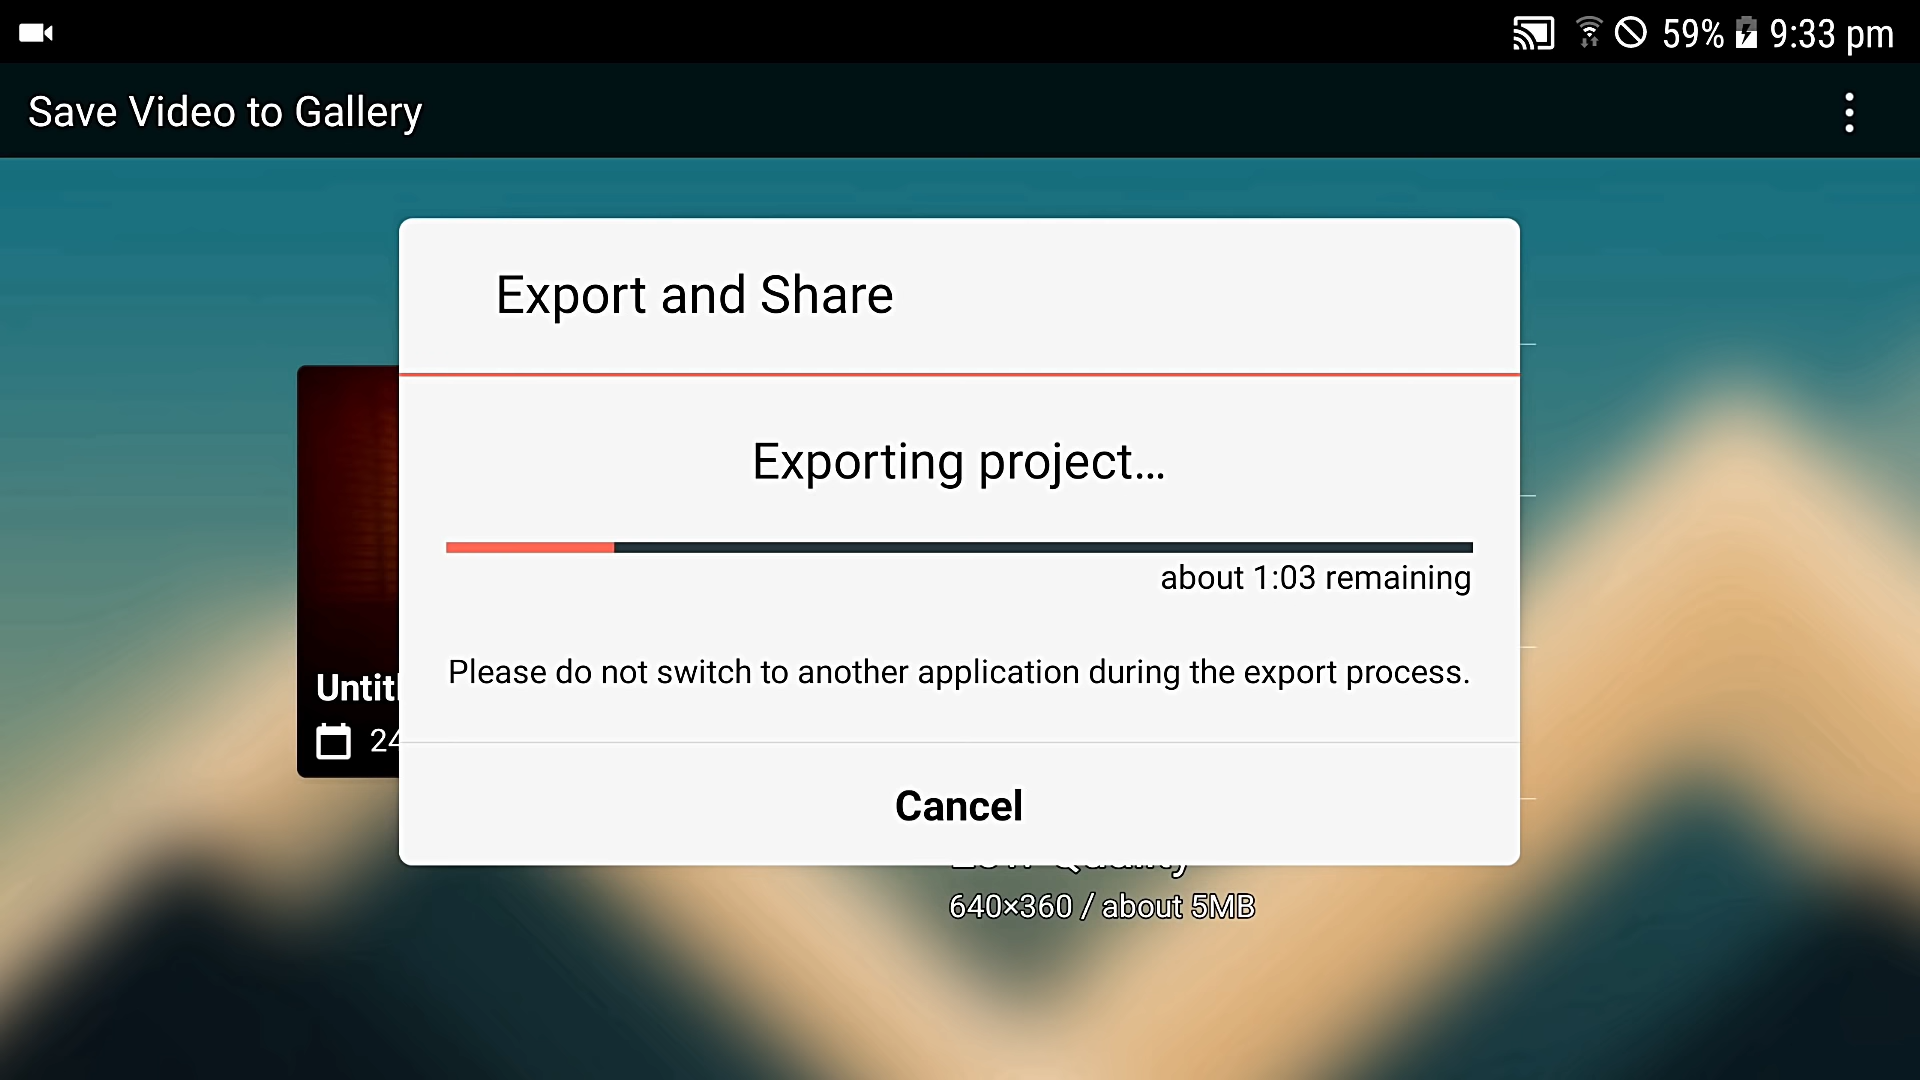 59% 9:33 pm
Save Video to Gallery
Export and Share
Exporting project...
about 1:03 remaining
Please do not switch to another application during the export process.
24
Cancel
640×360 / about 5MB